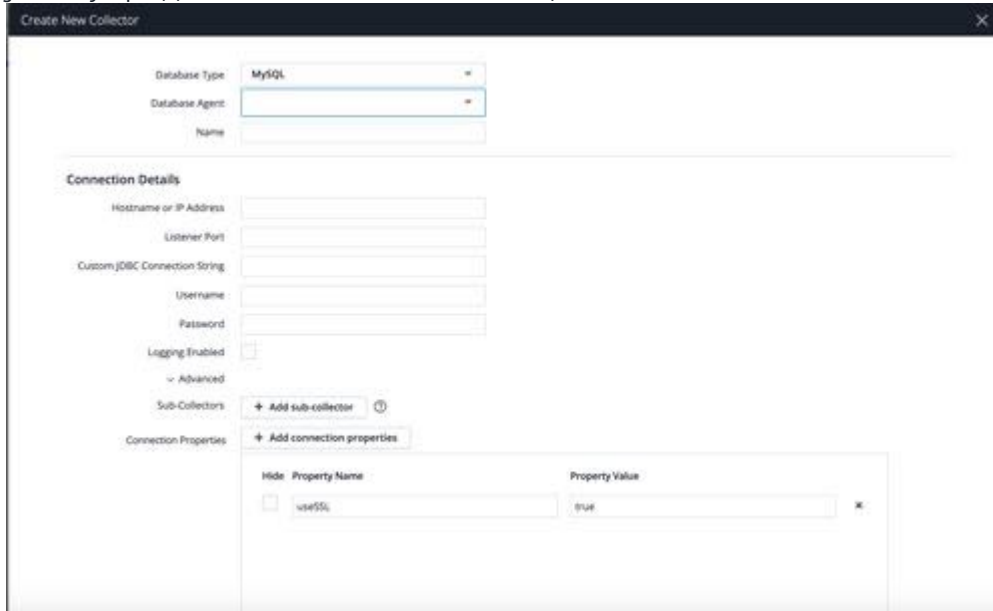 Create New Collector
Database Type MySQL
Database Agent
Name
Connection Details
Hostname or IP Address
Listener Port
Custom JDBC Connection String
Username
Password
Logging Enabled
Advanced
Sub-Collectors + Add sub-collector
Connection Properties + Add connection properties
Hide Property Name Property Value
useSSL true